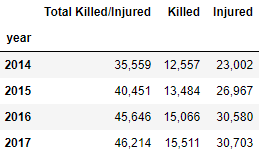 Total Killed/Injured Killed Injured
year
2014 35,559 12,557 23,002
2015 40,451 13,484 26,967
2016 45,646 15,066 30,580
2017 46,214 15,511 30,703